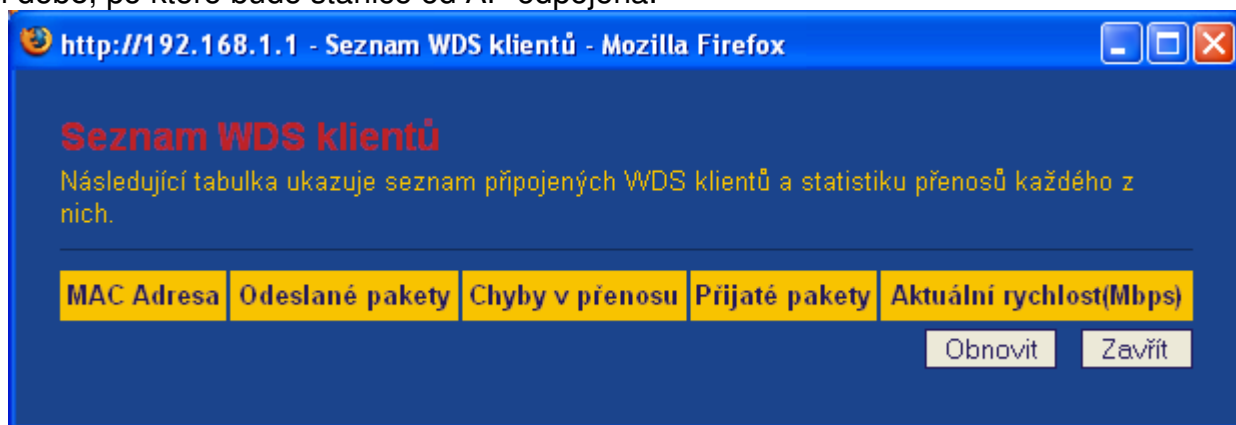 době, po které bude stanice od AP odpojena.
http://192.168.1.1 - Seznam WDS klientů - Mozilla Firefox
Seznam WDS klientů
Následující tabulka ukazuje seznam připojených WDS klientů a statistiku přenosů každého z
nich.
MAC Adresa Odeslané pakety Chyby v přenosu Přijaté pakety Aktuální rychlost(Mbps)
Obnovit Zavřít